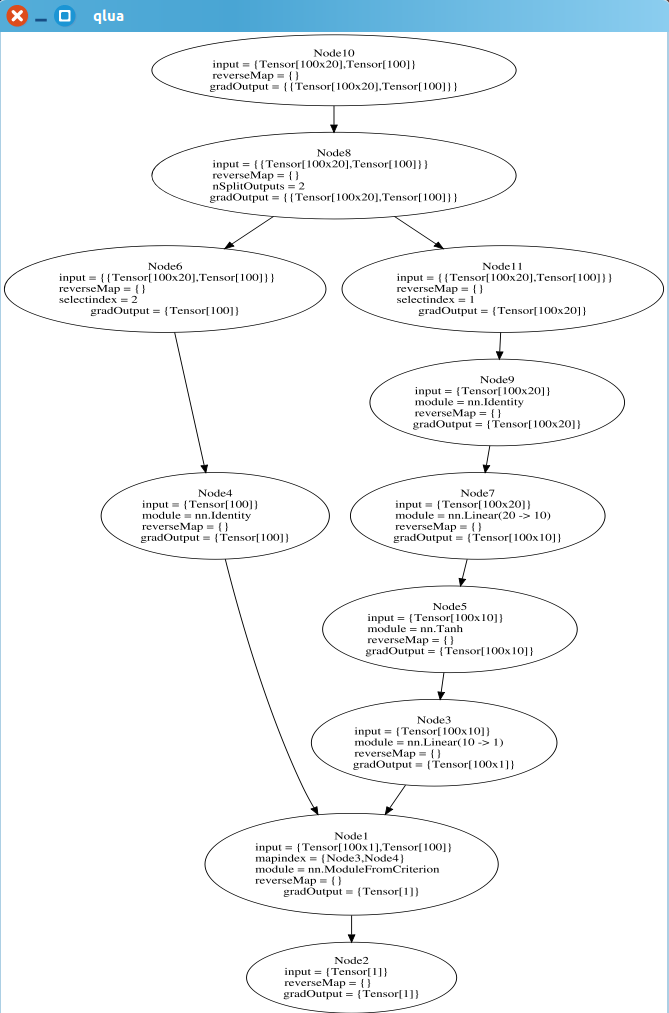 qlua
Node10
input = {Tensor[100x20],Tensor[100]}
reverseMap = {}
gradOutput = {{Tensor[100x20],Tensor[100]}}
Node8
input = {{Tensor[100x20],Tensor[100]}}
reverseMap = {}
nSplitOutputs = 2
gradOutput = {{Tensor[100x20],Tensor[100]}}
Node6
input = {{Tensor[100x20],Tensor[100]}}
reverseMap = {}
selectindex = 2
gradOutput = {Tensor[100]}
Node11
input = {{Tensor[100x20],Tensor[100]}}
reverseMap = {}
selectindex = 1
gradOutput = {Tensor[100x20]}
Node9
input = {Tensor[100x20]}
module = nn.Identity
reverseMap = {}
gradOutput = {Tensor[100x20]}
Node4
input = {Tensor[100]}
module = nn.Identity
reverseMap = {}
gradOutput = {Tensor[100]}
Node7
input = {Tensor[100x20]}
module = nn.Linear(20 -> 10)
reverseMap = {}
gradOutput = {Tensor[100x10]}
Node5
input = {Tensor[100x10]}
module = nn.Tanh
reverseMap = {}
gradOutput = {Tensor[100x10]}
Node3
input = {Tensor[100x10]}
module = nn.Linear(10 -> 1)
reverseMap = {}
gradOutput = {Tensor[100x1]}
Node1
input = {Tensor[100x1],Tensor[100]}
mapindex = {Node3,Node4}
module = nn.ModuleFromCriterion
reverseMap = {}
gradOutput = {Tensor[1]}
Node2
input = {Tensor[1]}
reverseMap = {}
gradOutput = {Tensor[1]}